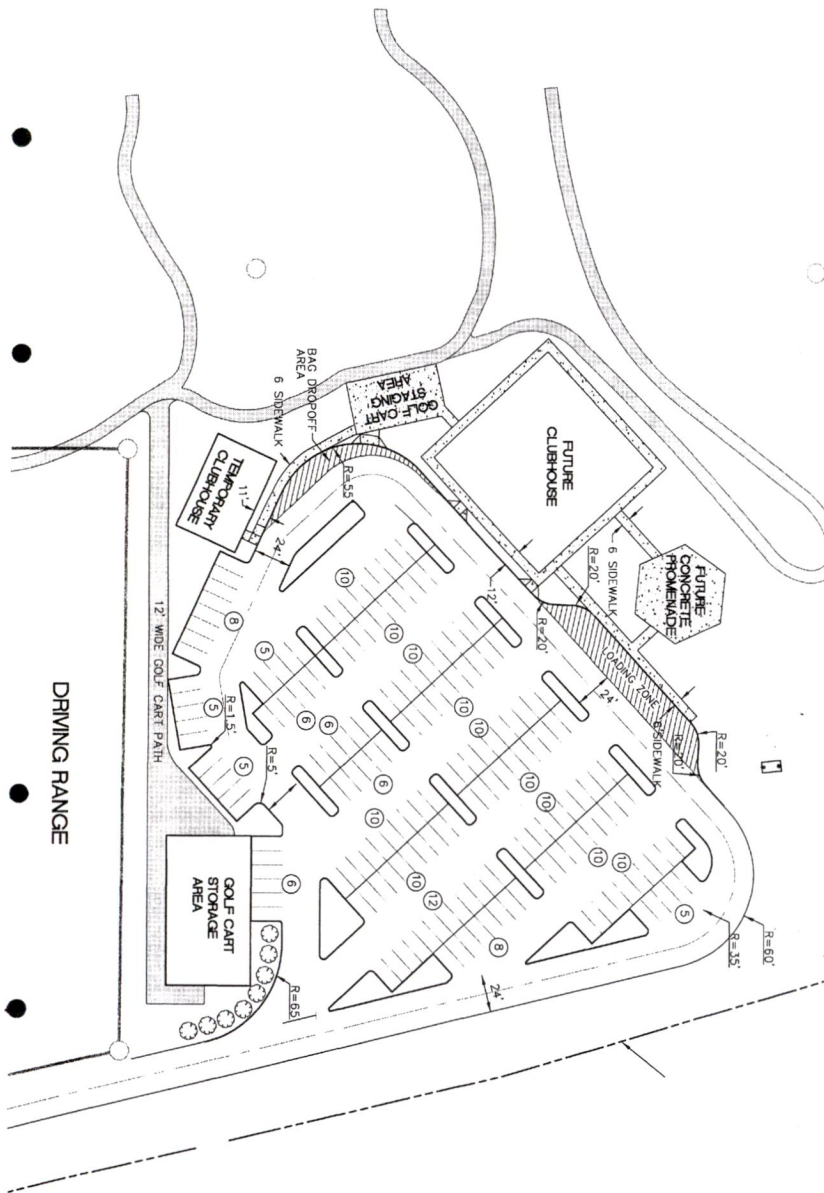 BAG DROPOFF
AREA
6 SIDEWALK
GOLF CART
STAGING
AREA
FUTURE
CLUBHOUSE
R=55'
TEMPORARY
CLUBHOUSE
11'
24'
12'
R=20'
6 SIDEWALK
R=20'
FUTURE
CONCRETE
PROMENADE
LOADING ZONE
24'
6 SIDEWALK
R=20'
R=20'
10
8
5
10
10
5
R=1.5'
6
6
10
10
5
R=5'
6
10
10
10
12' WIDE GOLF CART PATH
DRIVING RANGE
GOLF CART
STORAGE
AREA
6
10
12
10
10
8
5
R=35'
R=60'
24'
R=65'